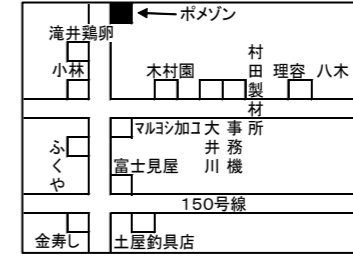 ポメゾン
滝井鶏卵
小林
木村園
村田製材所
理容 八木
マルヨシ加コ
大井川
事務機
ふくや
富士見屋
150号線
金寿し
土屋釣具店